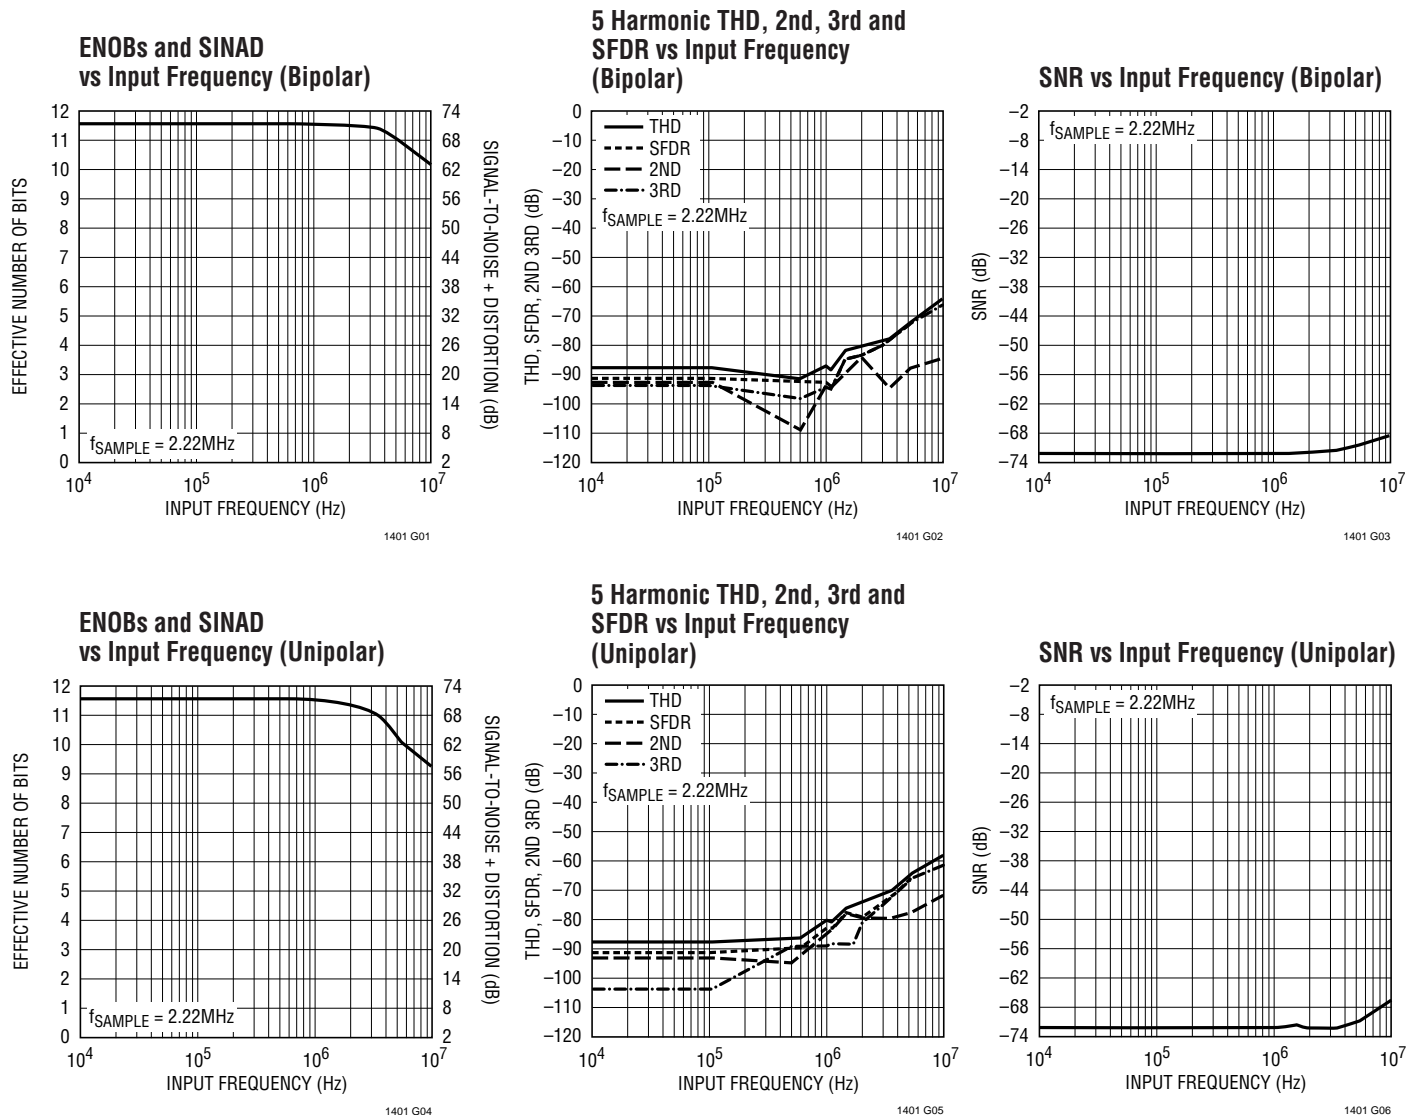 ENOBs and SINAD
vs Input Frequency (Bipolar)
12
11
10
9
8
7
6
5
4
3
2
1
0
EFFECTIVE NUMBER OF BITS
74
68
62
56
50
44
38
32
26
20
14
8
2
SIGNAL-TO-NOISE + DISTORTION (dB)
fSAMPLE = 2.22MHz
10^4 10^5 10^6 10^7
INPUT FREQUENCY (Hz)
1401 G01
5 Harmonic THD, 2nd, 3rd and
SFDR vs Input Frequency
(Bipolar)
0
–10
–20
–30
–40
–50
–60
–70
–80
–90
–100
–110
–120
THD, SFDR, 2ND 3RD (dB)
THD
SFDR
2ND
3RD
fSAMPLE = 2.22MHz
10^4 10^5 10^6 10^7
INPUT FREQUENCY (Hz)
1401 G02
SNR vs Input Frequency (Bipolar)
–2
–8
–14
–20
–26
–32
–38
–44
–50
–56
–62
–68
–74
SNR (dB)
fSAMPLE = 2.22MHz
10^4 10^5 10^6 10^7
INPUT FREQUENCY (Hz)
1401 G03
ENOBs and SINAD
vs Input Frequency (Unipolar)
12
11
10
9
8
7
6
5
4
3
2
1
0
EFFECTIVE NUMBER OF BITS
74
68
62
56
50
44
38
32
26
20
14
8
2
SIGNAL-TO-NOISE + DISTORTION (dB)
fSAMPLE = 2.22MHz
10^4 10^5 10^6 10^7
INPUT FREQUENCY (Hz)
1401 G04
5 Harmonic THD, 2nd, 3rd and
SFDR vs Input Frequency
(Unipolar)
0
–10
–20
–30
–40
–50
–60
–70
–80
–90
–100
–110
–120
THD, SFDR, 2ND 3RD (dB)
THD
SFDR
2ND
3RD
fSAMPLE = 2.22MHz
10^4 10^5 10^6 10^7
INPUT FREQUENCY (Hz)
1401 G05
SNR vs Input Frequency (Unipolar)
–2
–8
–14
–20
–26
–32
–38
–44
–50
–56
–62
–68
–74
SNR (dB)
fSAMPLE = 2.22MHz
10^4 10^5 10^6 10^7
INPUT FREQUENCY (Hz)
1401 G06